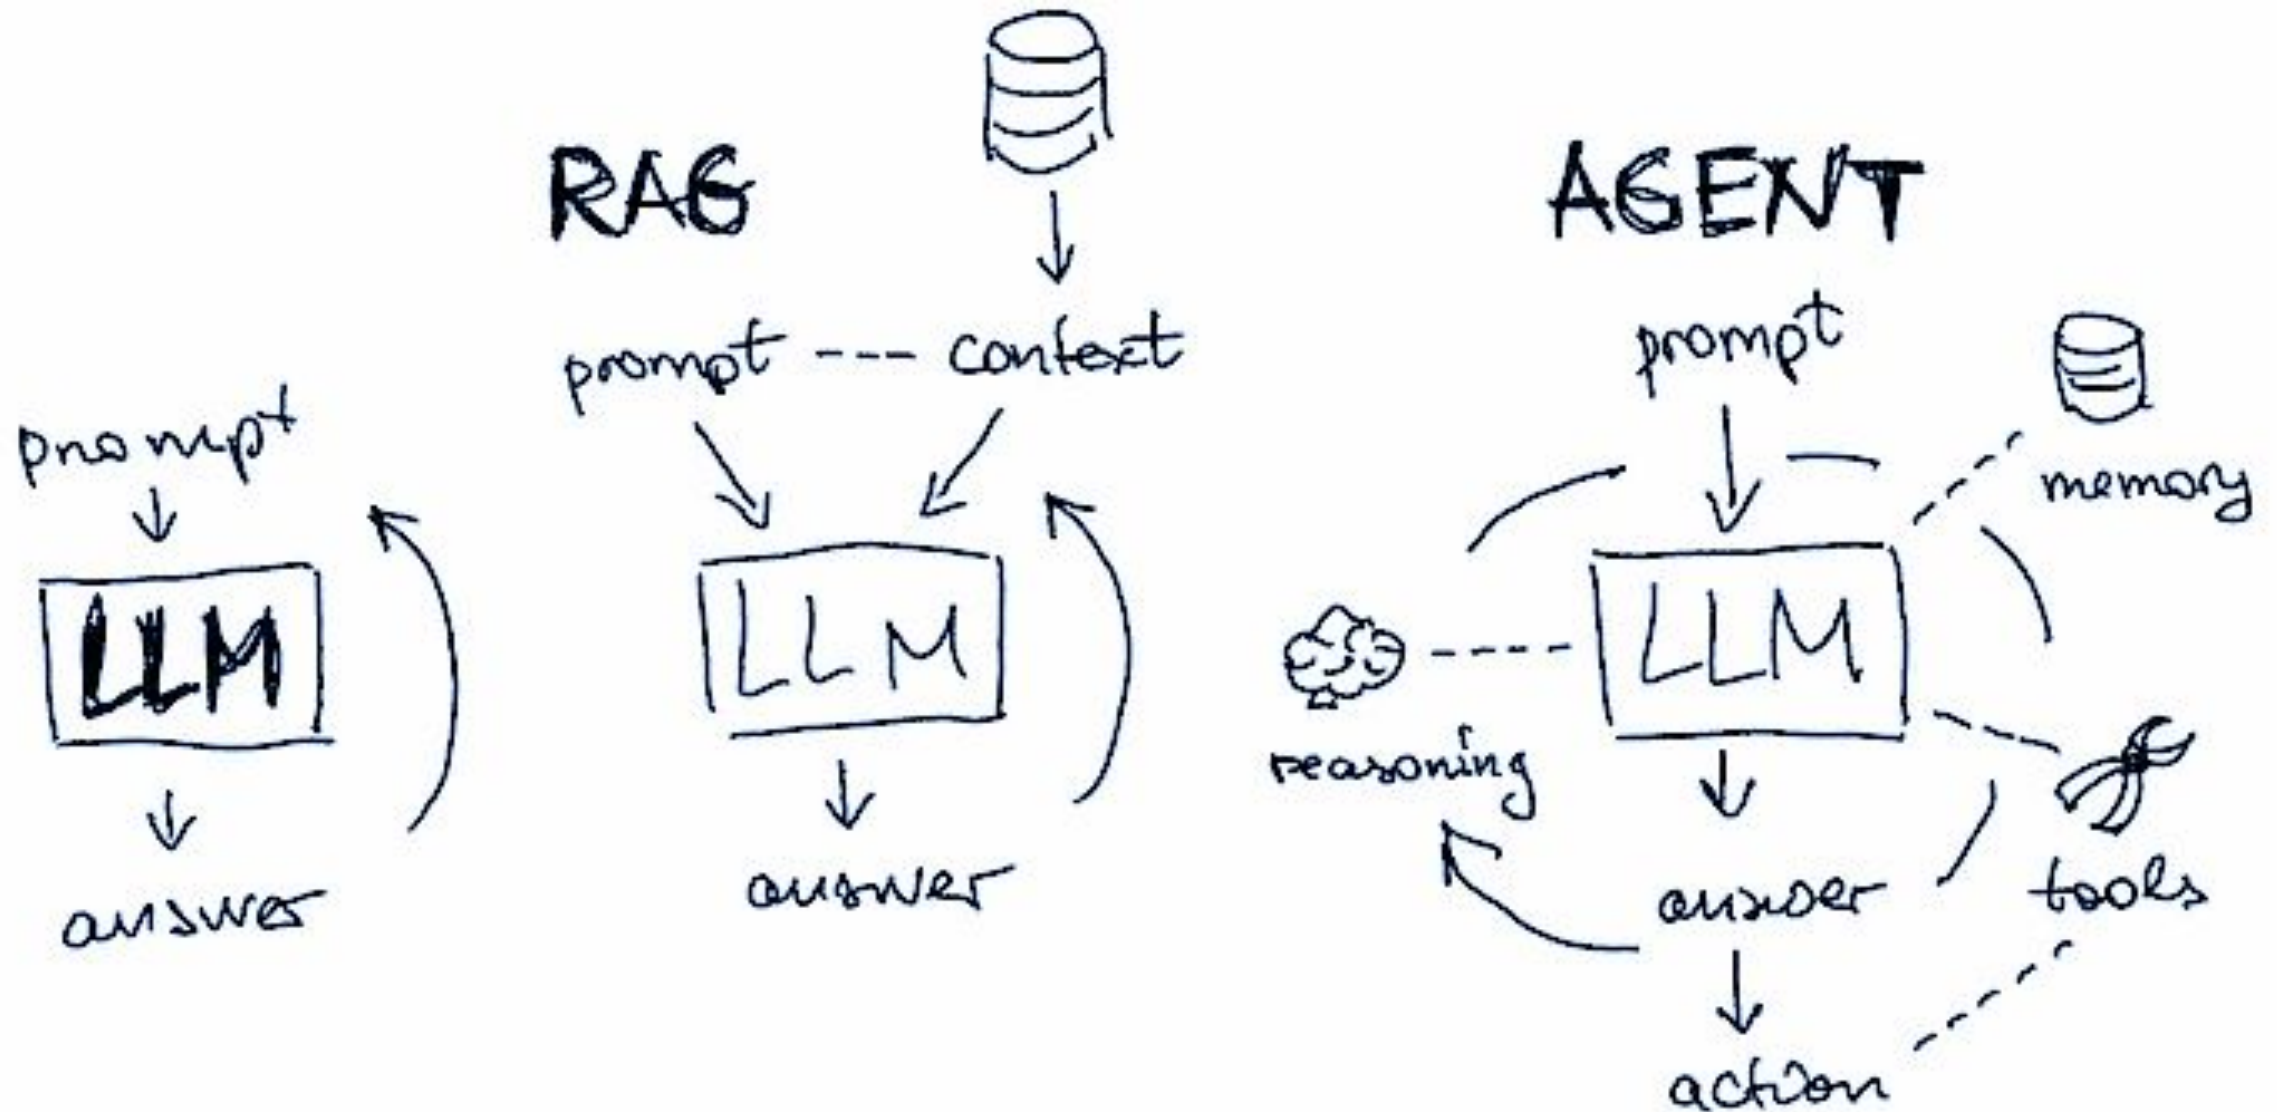 prompt
LLM
answer
RAG
prompt --- context
LLM
answer
AGENT
prompt
memory
LLM
reasoning
answer
tools
action